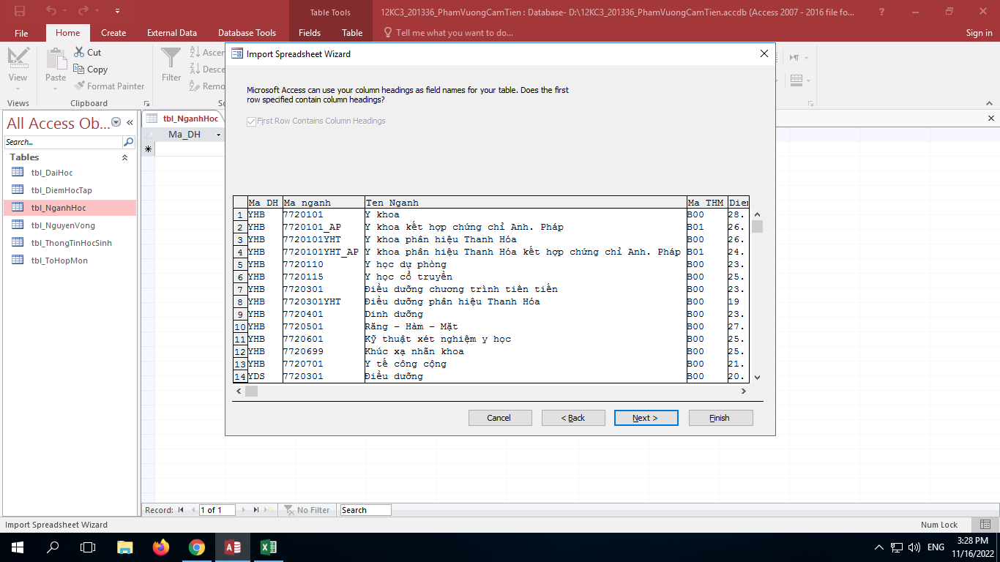 Table Tools
12KC3_201336_PhamVuongCamTien : Database- D:\12KC3_201336_PhamVuongCamTien.accdb (Access 2007 - 2016 file fo...
File Home Create External Data Database Tools Fields Table Tell me what you want to do... Sign in
View
Paste
Cut
Copy
Format Painter
Filter
Views
Clipboard
Import Spreadsheet Wizard
Microsoft Access can use your column headings as field names for your table. Does the first
row specified contain column headings?
First Row Contains Column Headings
All Access Ob...
Search...
Tables
tbl_DaiHoc
tbl_DiemHocTap
tbl_NganhHoc
tbl_NguyenVong
tbl_ThongTinHocSinh
tbl_ToHopMon
tbl_NganhHoc
Ma_DH
Ma DH Ma nganh Ten Nganh Ma THM
1 YHB 7720101 Y khoa B00 28.
2 YHB 7720101_AP Y khoa kết hợp chứng chỉ Anh. Pháp B01 26.
3 YHB 7720101YHT Y khoa phân hiệu Thanh Hóa B00 26.
4 YHB 7720101YHT_AP Y khoa phân hiệu Thanh Hóa kết hợp chứng chỉ Anh. Pháp B01 24.
5 YHB 7720110 Y học dự phòng B00 23.
6 YHB 7720115 Y học cổ truyền B00 25.
7 YHB 7720301 Điều dưỡng chương trình tiên tiến B00 23.
8 YHB 7720301YHT Điều dưỡng phân hiệu Thanh Hóa B00 19
9 YHB 7720401 Dinh dưỡng B00 23.
10 YHB 7720501 Răng – Hàm – Mặt B00 27.
11 YHB 7720601 Kỹ thuật xét nghiệm y học B00 25.
12 YHB 7720699 Khúc xạ nhãn khoa B00 25.
13 YHB 7720701 Y tế công cộng B00 21.
14 YDS 7720301 Điều dưỡng B00 20.
Cancel < Back Next > Finish
Record: 1 of 1 No Filter Search
Import Spreadsheet Wizard
Num Lock
ENG
3:28 PM
11/16/2022